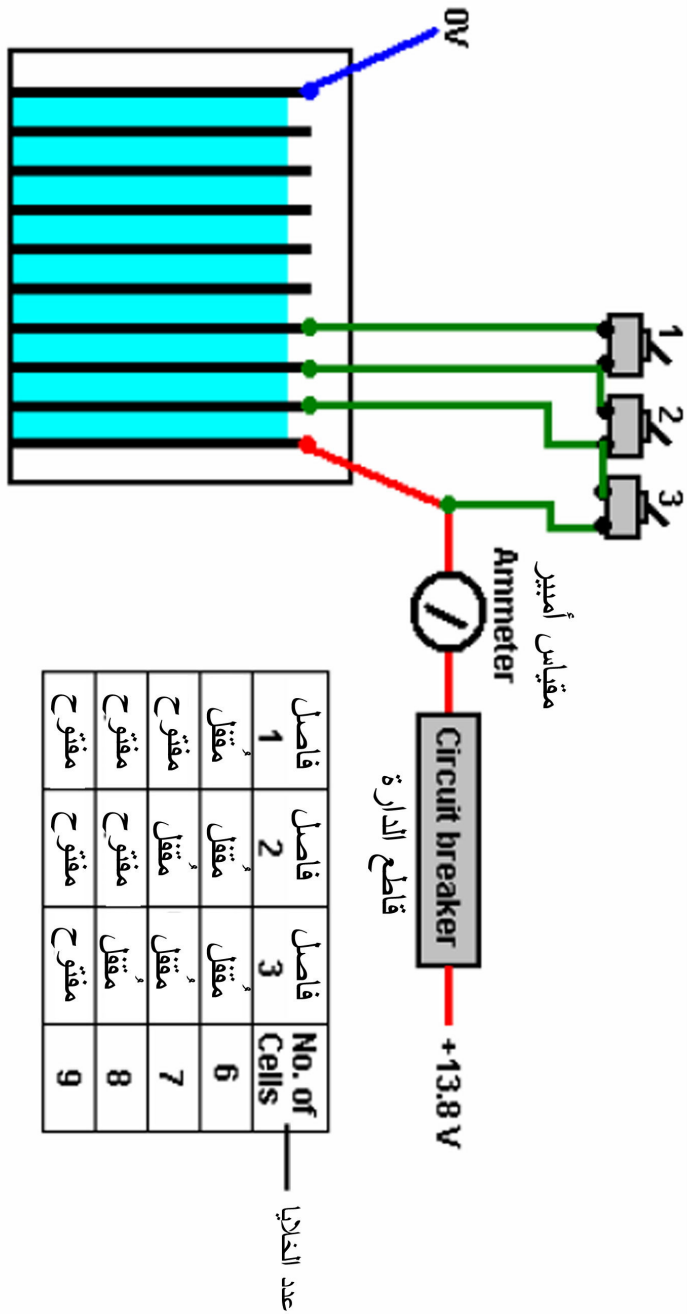 0V
1
2
3
مقياس أمبير
Ammeter
Circuit breaker
قاطع الدارة
+13.8 V
فاصل 1 فاصل 2 فاصل 3 No. of Cells
مُقفل مُقفل مُقفل 6
مفتوح مُقفل مُقفل 7
مفتوح مفتوح مُقفل 8
مفتوح مفتوح مفتوح 9
عدد الخلايا